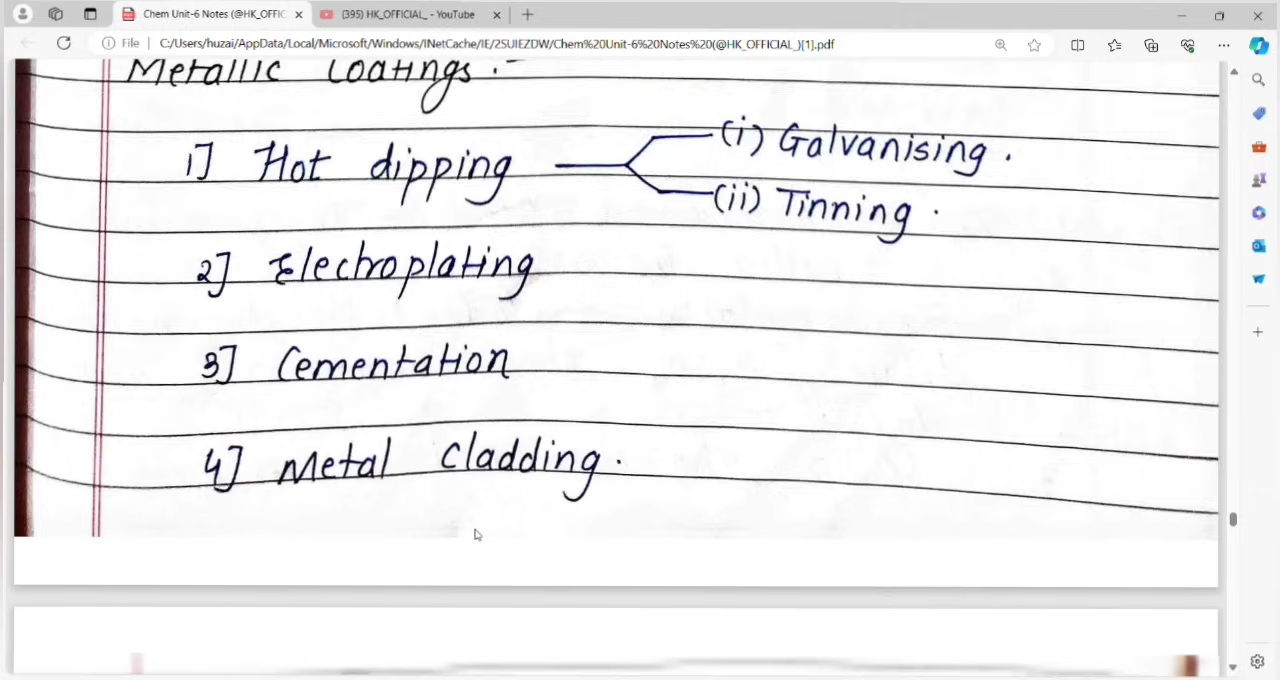 Chem Unit-6 Notes (@HK_OFFIC
(395) HK_OFFICIAL_ - YouTube
File
C:/Users/huzai/AppData/Local/Microsoft/Windows/INetCache/IE/2SUIEZDW/Chem%20Unit-6%20Notes%20(@HK_OFFICIAL_)[1].pdf
Metallic Coatings :-
1] Hot dipping
(i) Galvanising .
(ii) Tinning .
2] Electroplating
3] Cementation
4] Metal cladding .